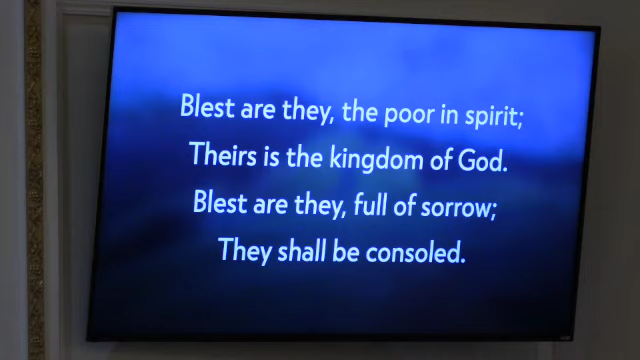 Blest are they, the poor in spirit;
Theirs is the kingdom of God.
Blest are they, full of sorrow;
They shall be consoled.